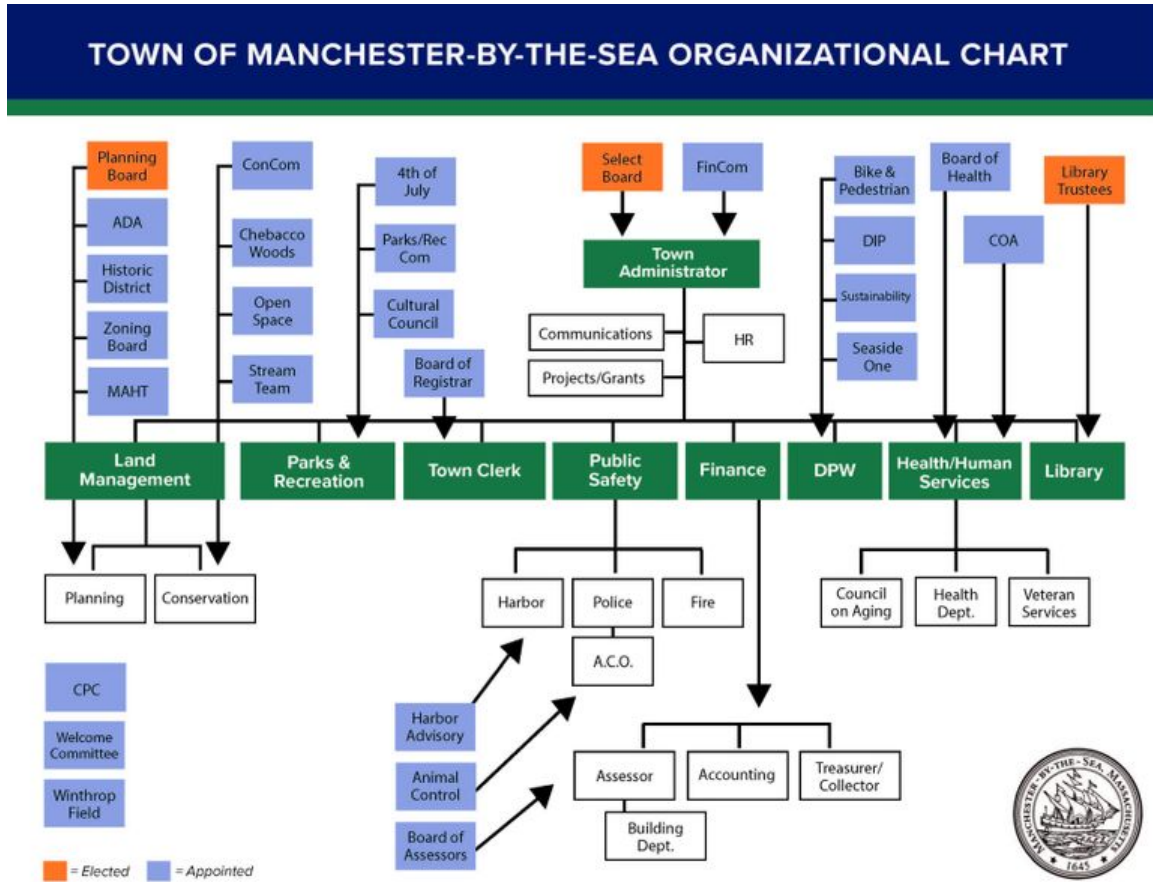 TOWN OF MANCHESTER-BY-THE-SEA ORGANIZATIONAL CHART
Planning
Board
ADA
Historic
District
Zoning
Board
MAHT
ConCom
Chebacco
Woods
Open
Space
Stream
Team
4th of
July
Parks/Rec
Com
Cultural
Council
Board of
Registrar
Select
Board
FinCom
Town
Administrator
Communications
HR
Projects/Grants
Bike &
Pedestrian
DIP
Sustainability
Seaside
One
Board of
Health
COA
Library
Trustees
Land
Management
Parks &
Recreation
Town Clerk
Public
Safety
Finance
DPW
Health/Human
Services
Library
Planning
Conservation
Harbor
Police
Fire
A.C.O.
Council
on Aging
Health
Dept.
Veteran
Services
CPC
Welcome
Committee
Winthrop
Field
Harbor
Advisory
Animal
Control
Board of
Assessors
Assessor
Accounting
Treasurer/
Collector
Building
Dept.
= Elected
= Appointed
MANCHESTER-BY-THE-SEA, MASSACHUSETTS
1645